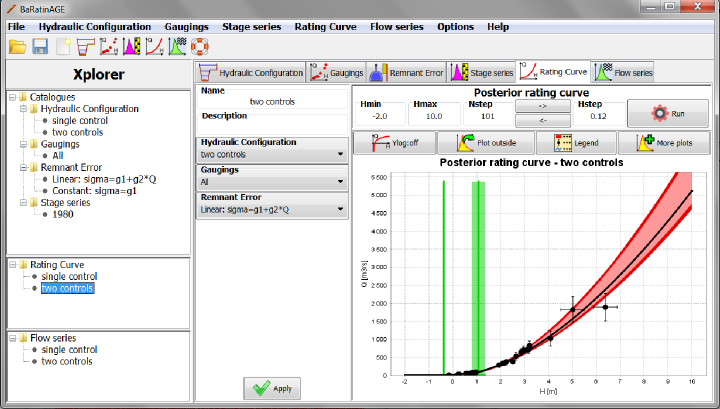 BaRatinAGE
File Hydraulic Configuration Gaugings Stage series Rating Curve Flow series Options Help
Xplorer
Catalogues
Hydraulic Configuration
single control
two controls
Gaugings
All
Remnant Error
Linear: sigma=g1+g2*Q
Constant: sigma=g1
Stage series
1980
Rating Curve
single control
two controls
Flow series
single control
two controls
Hydraulic Configuration Gaugings Remnant Error Stage series Rating Curve Flow series
Name
two controls
Description
Hydraulic Configuration
two controls
Gaugings
All
Remnant Error
Linear: sigma=g1+g2*Q
Apply
Posterior rating curve
Hmin Hmax Nstep <-> Hstep
-2.0 10.0 101 <- 0.12
Run
Ylog:off Plot outside Legend More plots
Posterior rating curve - two controls
Q [m3/s]
5 500
5 000
4 500
4 000
3 500
3 000
2 500
2 000
1 500
1 000
500
0
-2 -1 0 1 2 3 4 5 6 7 8 9 10
H [m]